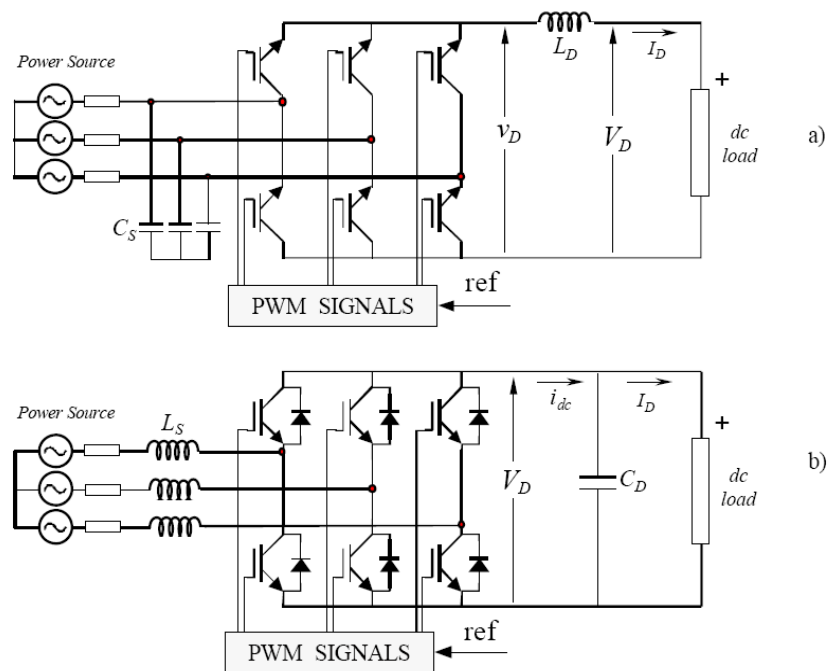 Power Source
L_D
I_D
+
v_D
V_D
dc
load
a)
C_S
ref
PWM SIGNALS
Power Source
L_S
i_dc
I_D
+
V_D
C_D
dc
load
b)
ref
PWM SIGNALS